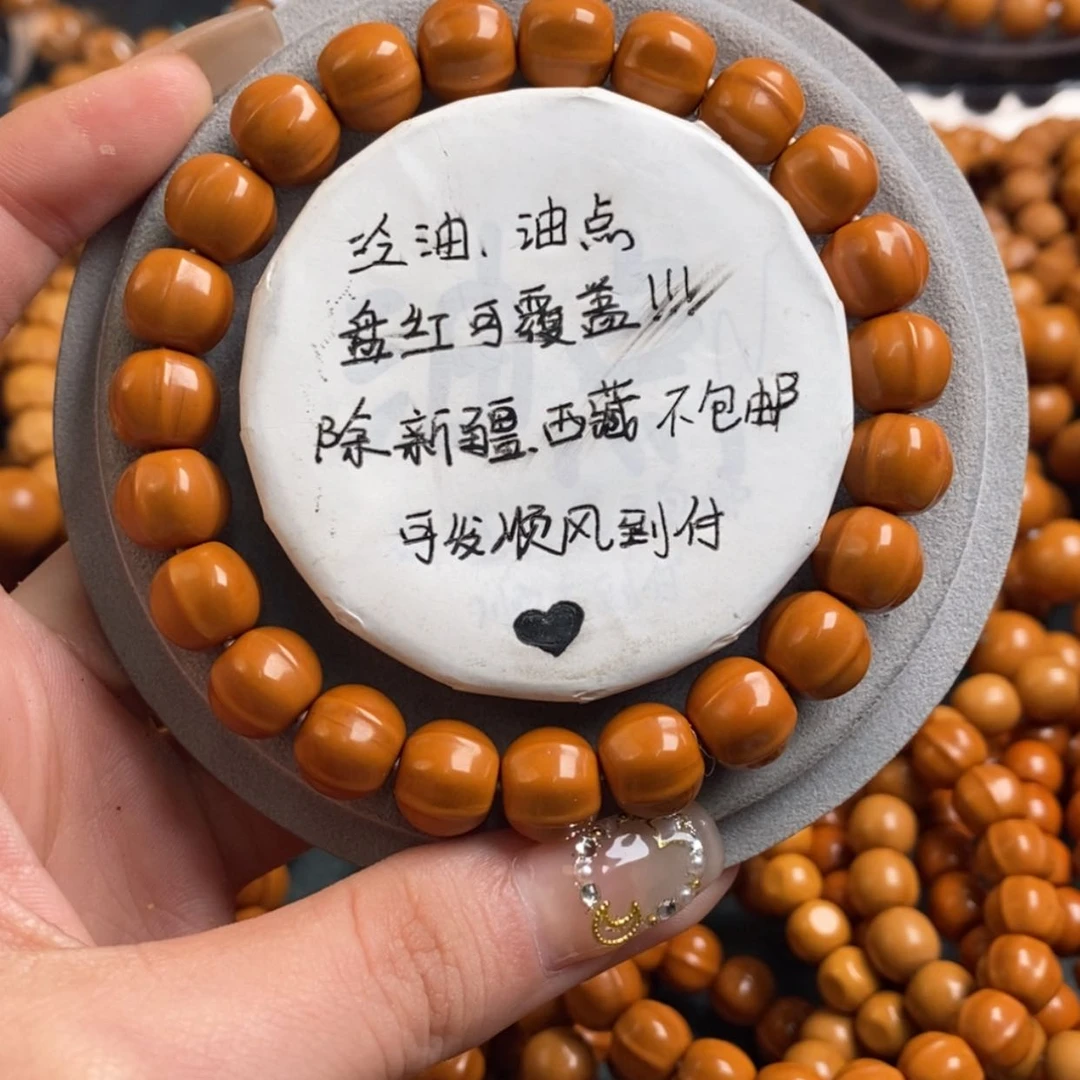 油、油点
盘红可覆盖!!!
除新疆.西藏不包邮
可发顺风到付